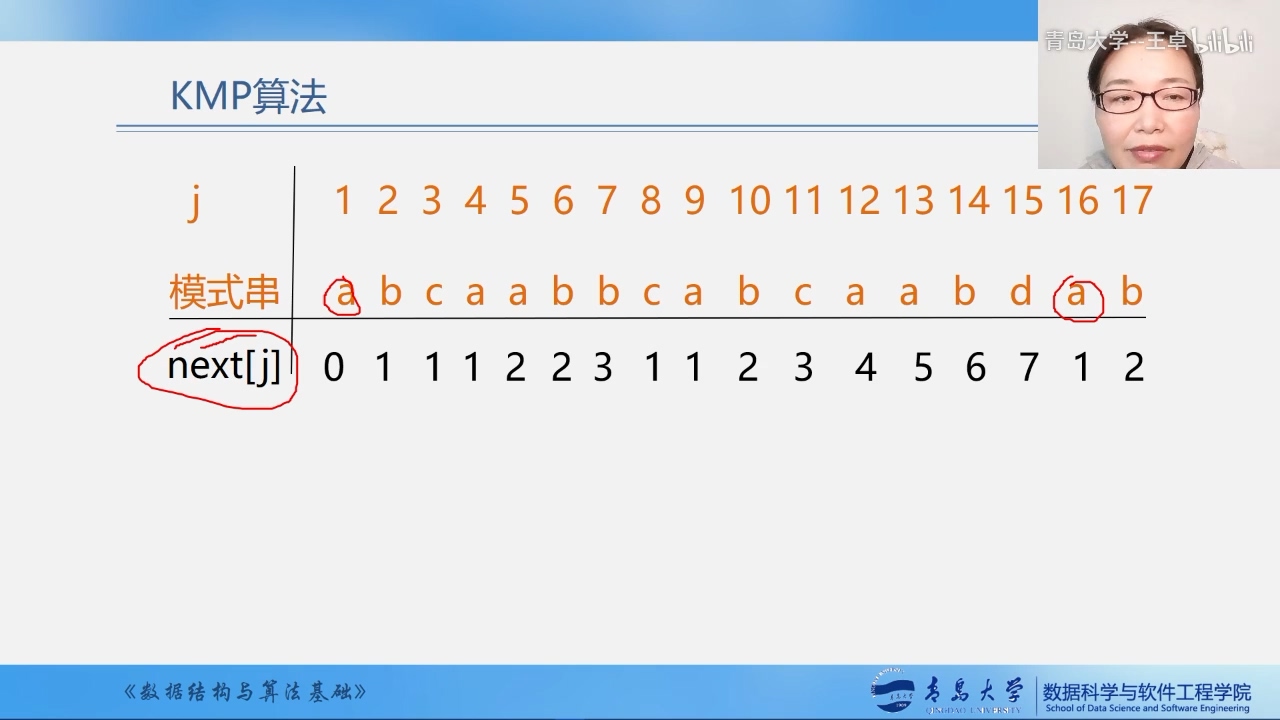 青岛大学--王卓 bilibili
KMP算法
j 1 2 3 4 5 6 7 8 9 10 11 12 13 14 15 16 17
模式串 a b c a a b b c a b c a a b d a b
next[j] 0 1 1 1 2 2 3 1 1 2 3 4 5 6 7 1 2
《数据结构与算法基础》
青岛大学
QINGDAO UNIVERSITY
数据科学与软件工程学院
School of Data Science and Software Engineering